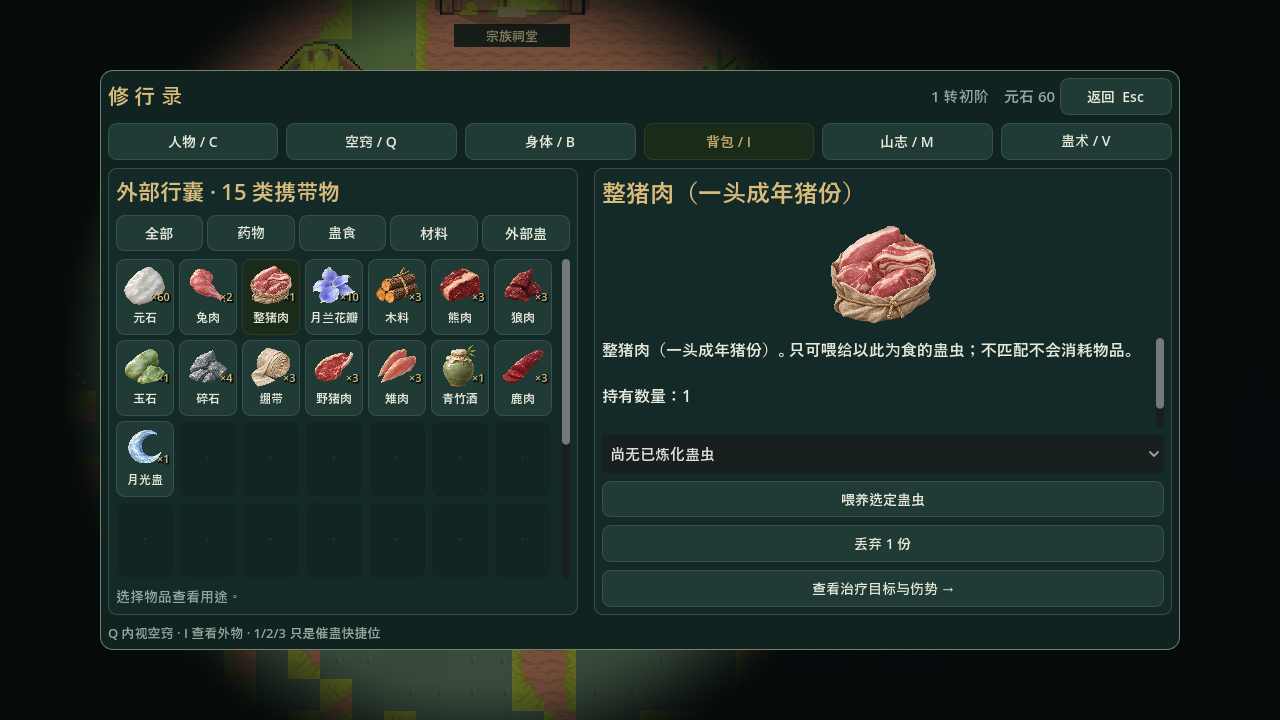 宗族祠堂
修行录
1 转初阶 元石 60 返回 Esc
人物 / C 空窍 / Q 身体 / B 背包 / I 山志 / M 蛊术 / V
外部行囊 · 15 类携带物
全部 药物 蛊食 材料 外部蛊
×60 ×2 ×1 ×10 ×3 ×3 ×3
元石 兔肉 整猪肉 月兰花瓣 木料 熊肉 狼肉
×1 ×4 ×3 ×3 ×3 ×1 ×3
玉石 碎石 绷带 野猪肉 雉肉 青竹酒 鹿肉
×1
月光蛊
选择物品查看用途。
整猪肉（一头成年猪份）
整猪肉（一头成年猪份）。只可喂给以此为食的蛊虫；不匹配不会消耗物品。
持有数量：1
尚无已炼化蛊虫
喂养选定蛊虫
丢弃 1 份
查看治疗目标与伤势 →
Q 内视空窍 · I 查看外物 · 1/2/3 只是催蛊快捷位